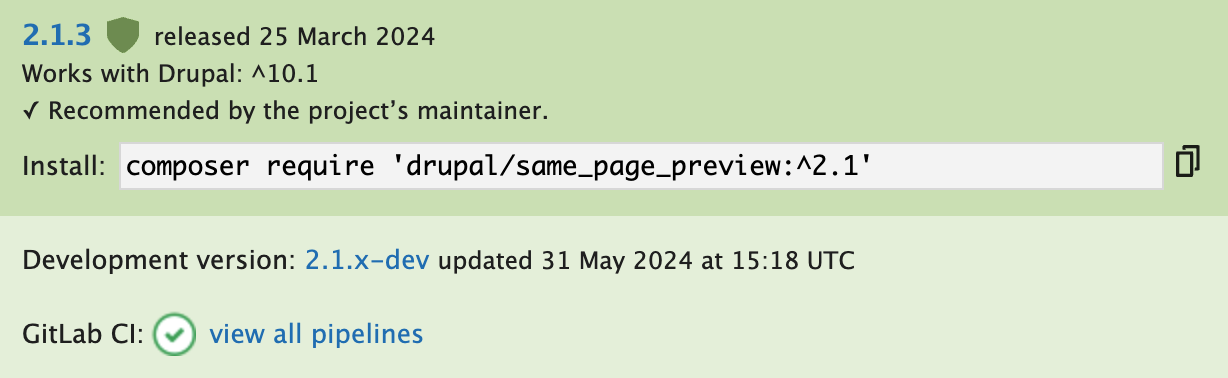 2.1.3 released 25 March 2024
Works with Drupal: ^10.1
✓ Recommended by the project’s maintainer.
Install: composer require 'drupal/same_page_preview:^2.1'
Development version: 2.1.x-dev updated 31 May 2024 at 15:18 UTC
GitLab CI: view all pipelines